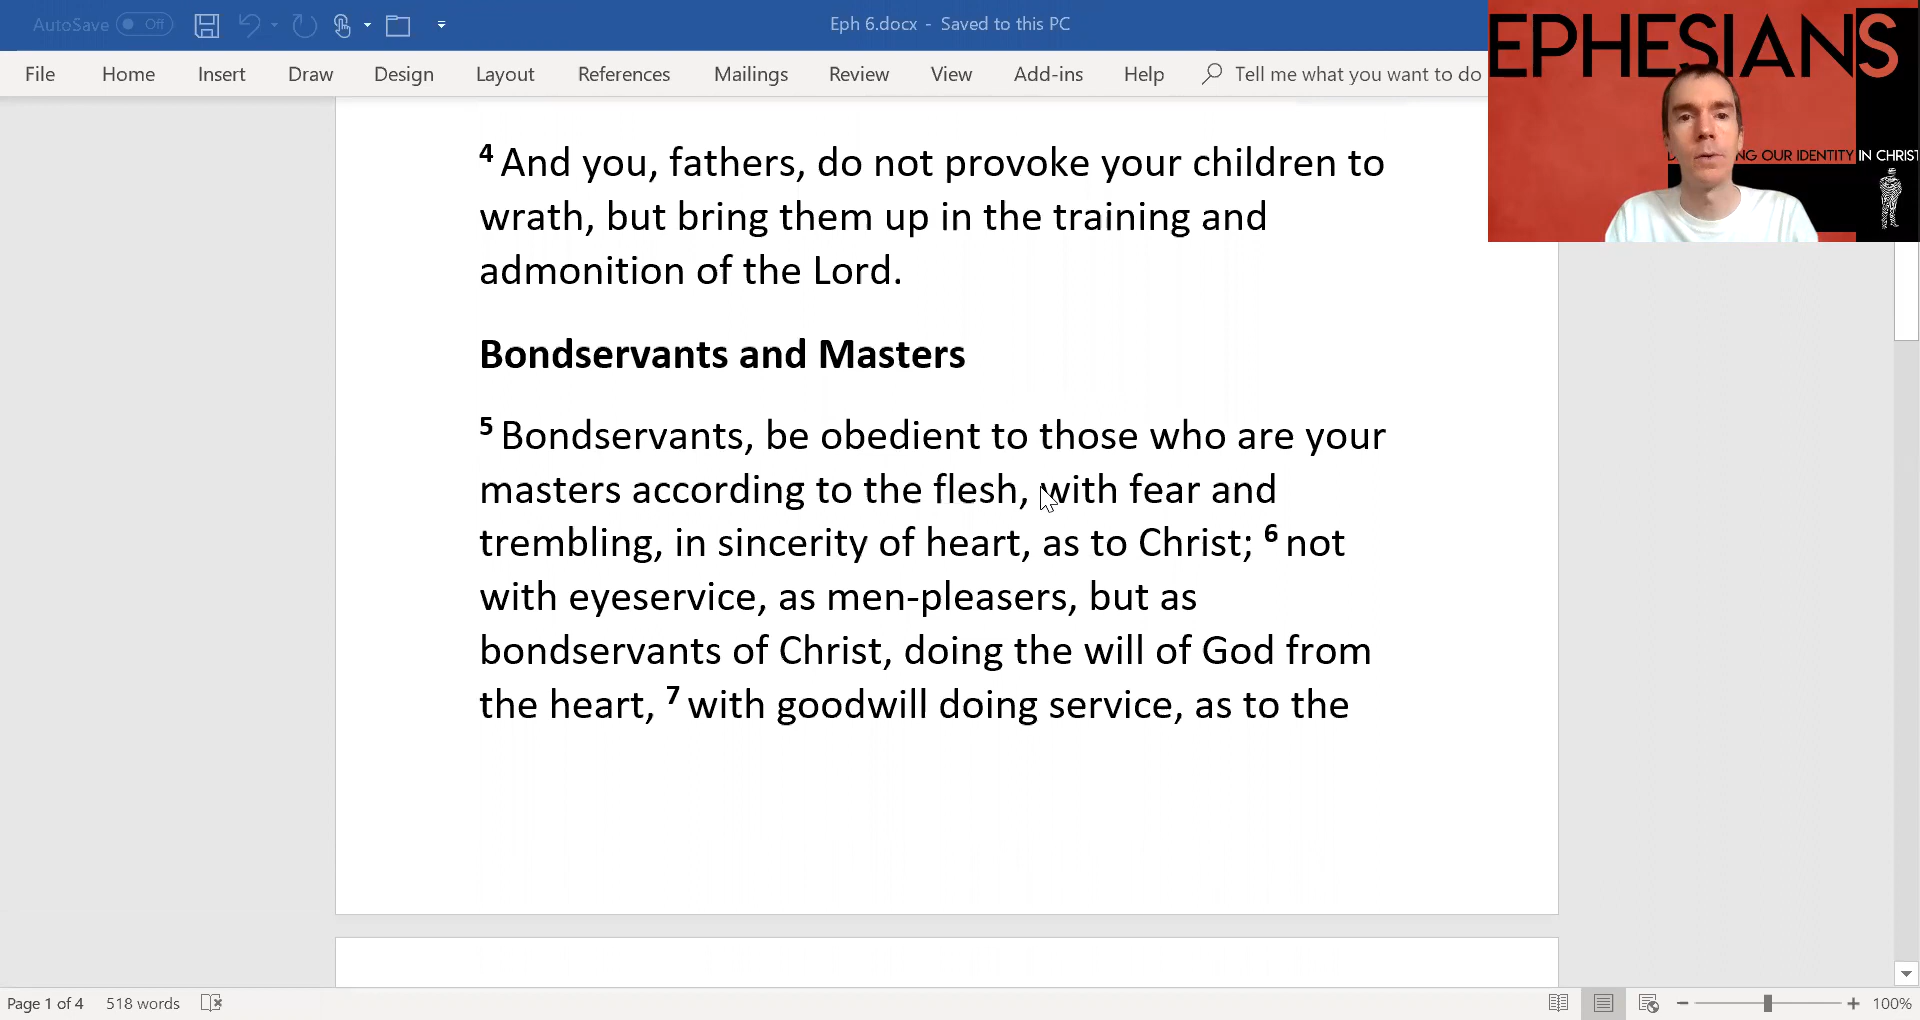 AutoSave Off
Eph 6.docx - Saved to this PC
File Home Insert Draw Design Layout References Mailings Review View Add-ins Help Tell me what you want to do
EPHESIANS
OUR IDENTITY IN CHRIST
4 And you, fathers, do not provoke your children to
wrath, but bring them up in the training and
admonition of the Lord.
Bondservants and Masters
5 Bondservants, be obedient to those who are your
masters according to the flesh, with fear and
trembling, in sincerity of heart, as to Christ; 6 not
with eyeservice, as men-pleasers, but as
bondservants of Christ, doing the will of God from
the heart, 7 with goodwill doing service, as to the
Page 1 of 4 518 words
100%